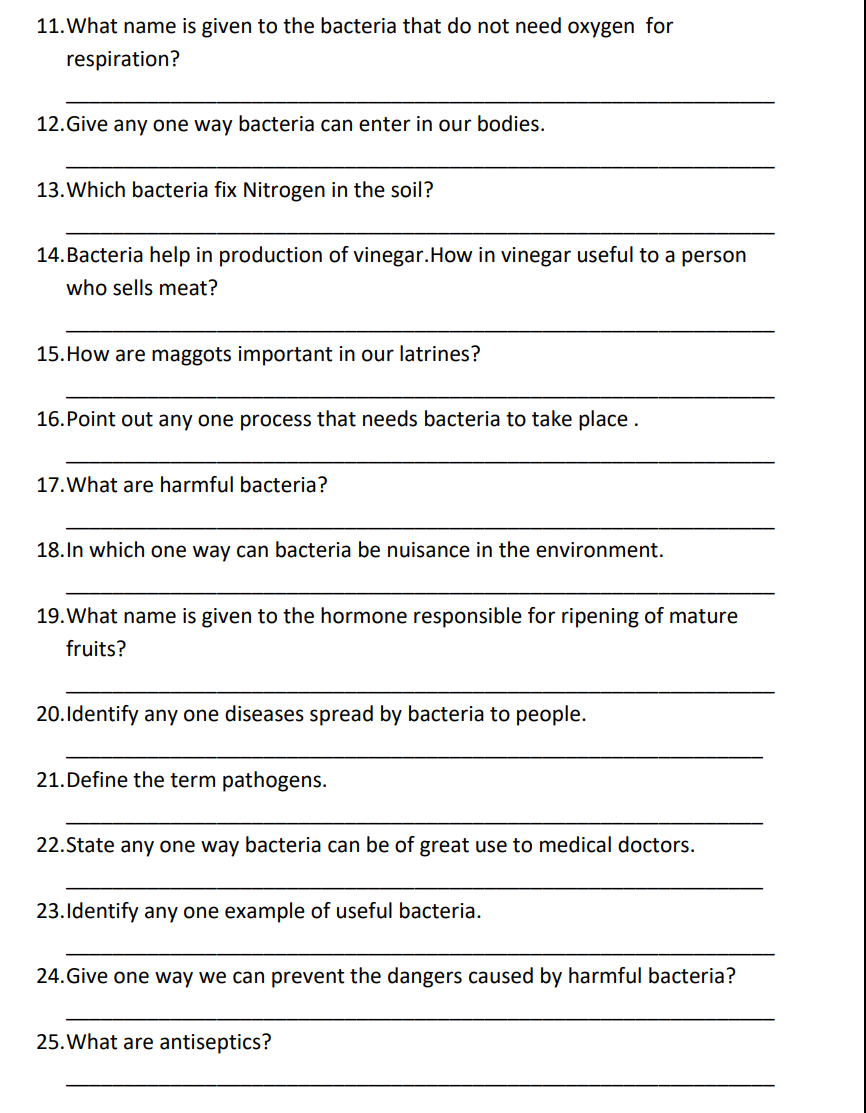 11.What name is given to the bacteria that do not need oxygen  for
respiration?
12.Give any one way bacteria can enter in our bodies.
13.Which bacteria fix Nitrogen in the soil?
14.Bacteria help in production of vinegar.How in vinegar useful to a person
who sells meat?
15.How are maggots important in our latrines?
16.Point out any one process that needs bacteria to take place .
17.What are harmful bacteria?
18.In which one way can bacteria be nuisance in the environment.
19.What name is given to the hormone responsible for ripening of mature
fruits?
20.Identify any one diseases spread by bacteria to people.
21.Define the term pathogens.
22.State any one way bacteria can be of great use to medical doctors.
23.Identify any one example of useful bacteria.
24.Give one way we can prevent the dangers caused by harmful bacteria?
25.What are antiseptics?